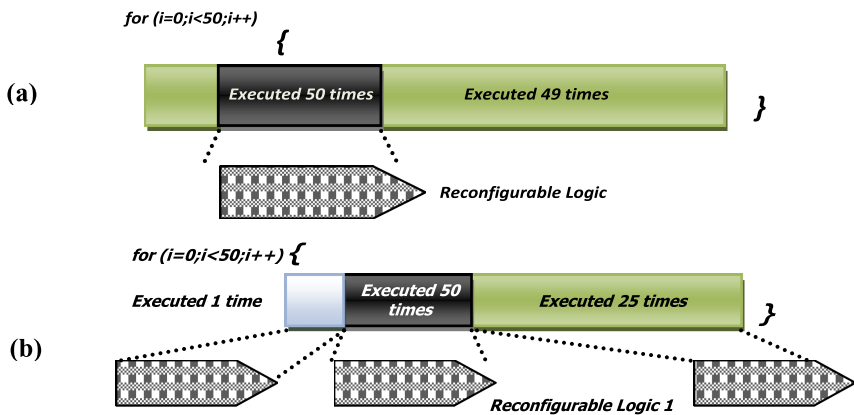 for (i=0;i<50;i++)
{
(a)
Executed 50 times
Executed 49 times
}
Reconfigurable Logic
for (i=0;i<50;i++) {
Executed 1 time
Executed 50
times
Executed 25 times
}
(b)
Reconfigurable Logic 1